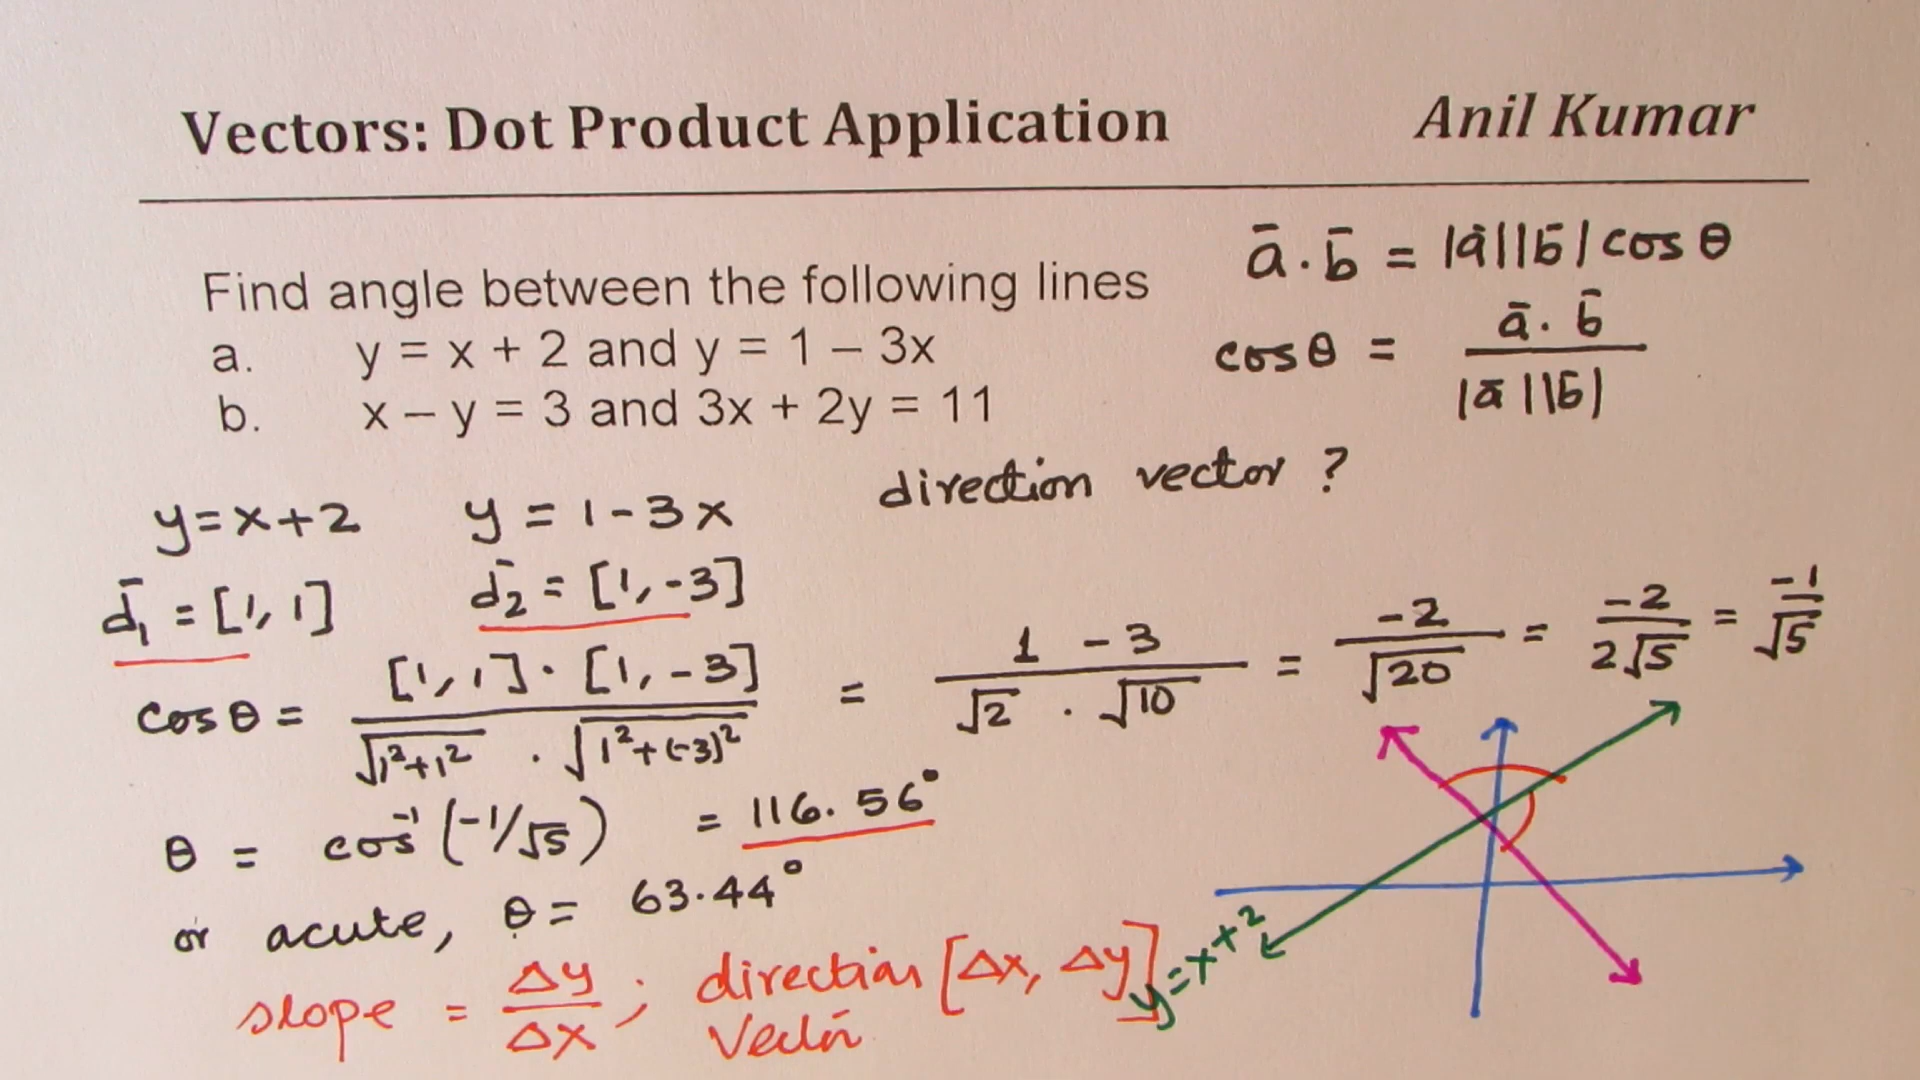 Vectors: Dot Product Application Anil Kumar
Find angle between the following lines
a. y = x + 2 and y = 1 – 3x
b. x – y = 3 and 3x + 2y = 11
ā · b̄ = |ā||b̄| cos θ
cos θ = ā · b̄ / |ā||b̄|
direction vector ?
y = x + 2 y = 1 - 3x
d̄₁ = [1, 1] d̄₂ = [1, -3]
cos θ = [1, 1] · [1, -3] / √1²+1² · √1²+(-3)² = 1 - 3 / √2 · √10 = -2 / √20 = -2 / 2√5 = -1 / √5
θ = cos⁻¹ (-1/√5) = 116.56°
or acute, θ = 63.44°
slope = Δy / Δx ; direction [Δx, Δy]
Vector
y = x+2